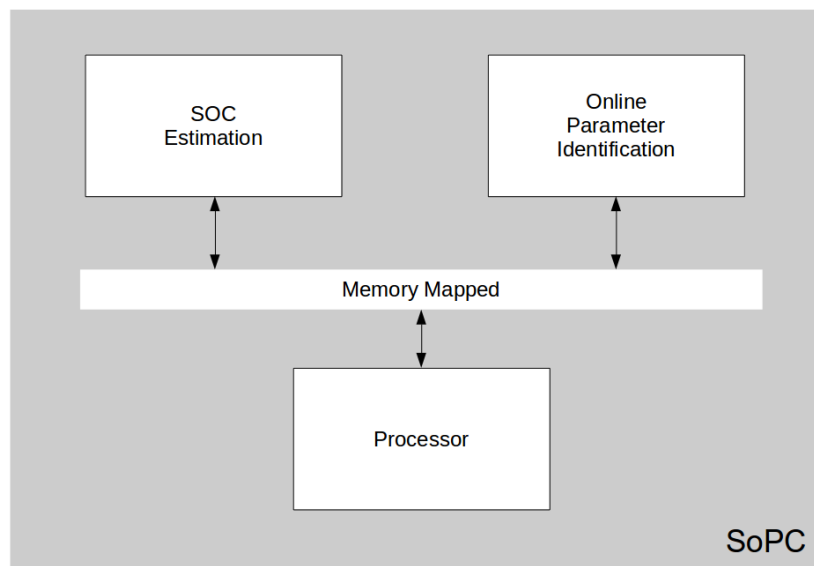 SOC
Estimation
Online
Parameter
Identification
Memory Mapped
Processor
SoPC